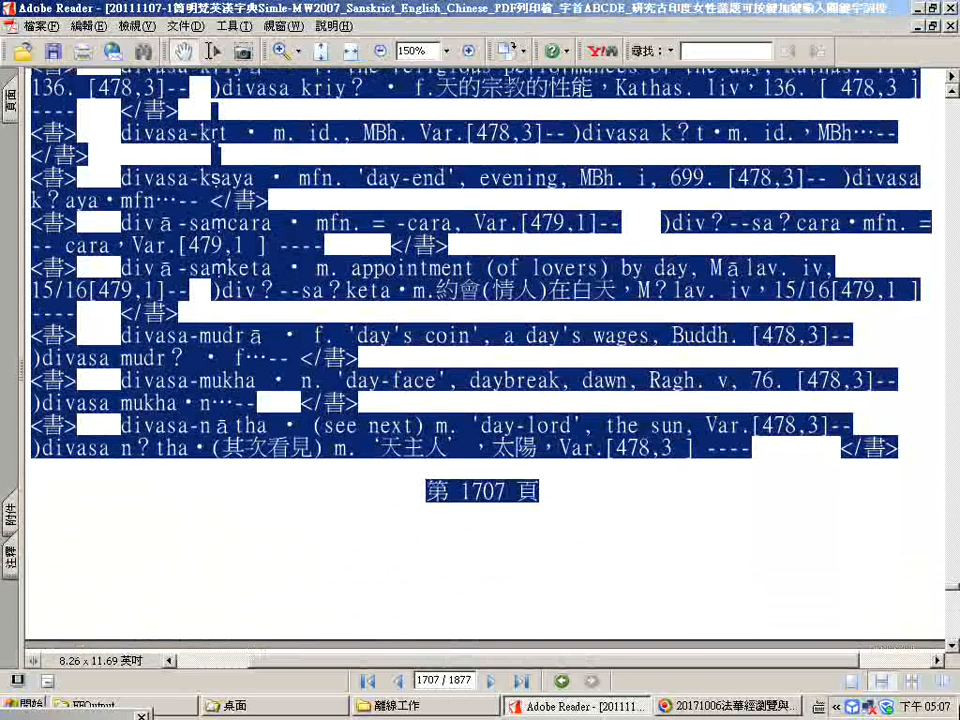 Adobe Reader - [20111107-1簡明梵英漢字典Simle-MW2007_Sanskrict_English_Chinese_PDF列印檔_字首ABCDE_研究古印度女性議題可按
檔案(F) 編輯(E) 檢視(V) 文件(D) 工具(T) 視窗(W) 說明(H)
150% 尋找：
頁面
136. [478,3]-- )divasa kriy？ · f.天的宗教的性能，Kathas. liv，136. [ 478,3 ]
---- </書>
<書> divasa-kṛt · m. id., MBh. Var.[478,3]-- )divasa k？t·m. id.，MBh…--
</書>
<書> divasa-kṣaya · mfn. 'day-end', evening, MBh. i, 699. [478,3]-- )divasa
k？aya·mfn…-- </書>
<書> divā-saṃcara · mfn. = -cara, Var.[479,1]-- )div？--sa？cara·mfn. =
-- cara，Var.[479,1 ] ---- </書>
<書> divā-saṃketa · m. appointment (of lovers) by day, Mālav. iv,
15/16[479,1]-- )div？--sa？keta·m.約會(情人)在白天，M？lav. iv，15/16[479,1 ]
---- </書>
<書> divasa-mudrā · f. 'day's coin', a day's wages, Buddh. [478,3]--
)divasa mudr？ · f…-- </書>
<書> divasa-mukha · n. 'day-face', daybreak, dawn, Ragh. v, 76. [478,3]--
)divasa mukha·n…-- </書>
<書> divasa-nātha · (see next) m. 'day-lord', the sun, Var.[478,3]--
)divasa n？tha·(其次看見) m. ‘天主人’，太陽，Var.[478,3 ] ---- </書>
第 1707 頁
附件
注釋
8.26 x 11.69 英吋
1707 / 1877
開始 FFOutput 桌面 離線工作 Adobe Reader - [201111... 20171006法華經瀏覽與... 下午 05:07